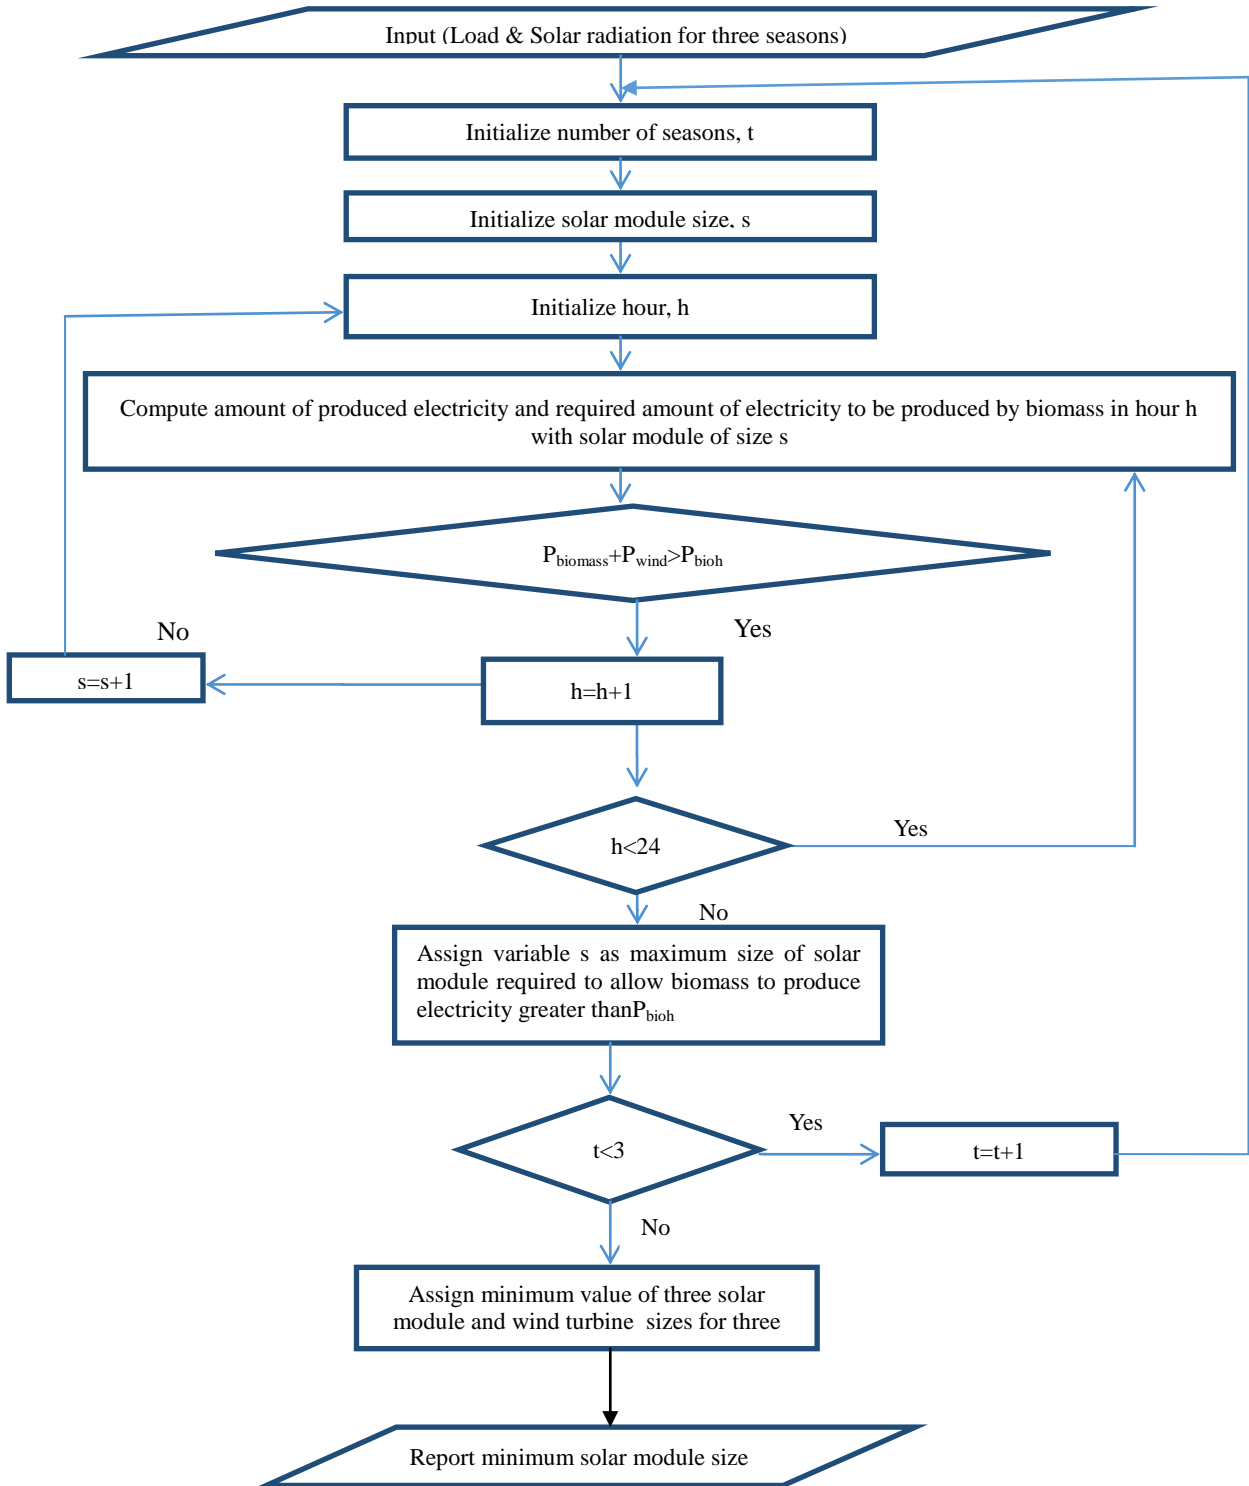 Input (Load & Solar radiation for three seasons)
Initialize number of seasons, t
Initialize solar module size, s
Initialize hour, h
Compute amount of produced electricity and required amount of electricity to be produced by biomass in hour h
with solar module of size s
P_biomass+P_wind>P_bioh
No
Yes
s=s+1
h=h+1
h<24
Yes
No
Assign variable s as maximum size of solar
module required to allow biomass to produce
electricity greater thanP_bioh
t<3
Yes
t=t+1
No
Assign minimum value of three solar
module and wind turbine sizes for three
Report minimum solar module size